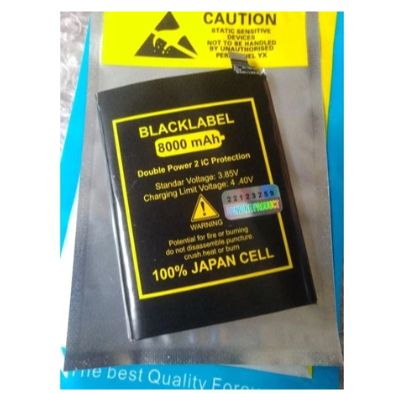 CAUTION
STATIC SENSITIVE
DEVICES
NOT TO BE HANDLED
BY UNAUTHORISED
BLACKLABEL
8000 mAh
Double Power 2 iC Protection
Standar Voltage: 3.85V
Charging Limit Voltage: 4 .40V
22123259
PRODUCT
WARNING
Potential for fire or burning
do not disassemble,puncture,
crush,heat or burn
100% JAPAN CELL
The best Quality